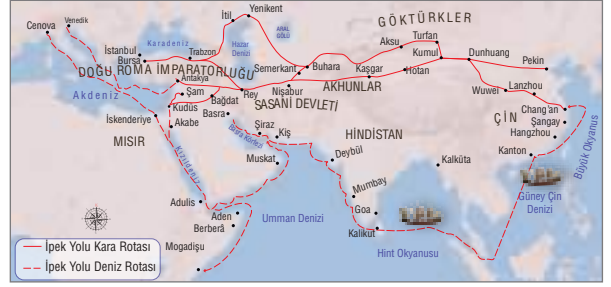 Cenova
Venedik
İtil
Yenikent
ARAL
GÖLÜ
GÖKTÜRKLER
İstanbul
Bursa
Karadeniz
Trabzon
Hazar
Denizi
Semerkant
Buhara
Aksu
Turfan
Kumul
Dunhuang
Pekin
DOĞU ROMA İMPARATORLUĞU
Antakya
Rey
Nişabur
AKHUNLAR
Kaşgar
Hotan
Wuwei
Lanzhou
Akdeniz
Şam
Bağdat
SASANİ DEVLETİ
Kudüs
Basra
Chang'an
Şangay
Hangzhou
ÇİN
İskenderiye
Akabe
Şiraz
Kiş
Basra Körfezi
HİNDİSTAN
MISIR
Kızıldeniz
Muskat
Deybül
Kalküta
Kanton
Büyük Okyanus
Adulis
Mumbay
Güney Çin
Denizi
Aden
Berberâ
Umman Denizi
Goa
Kalikut
Mogadişu
Hint Okyanusu
İpek Yolu Kara Rotası
İpek Yolu Deniz Rotası